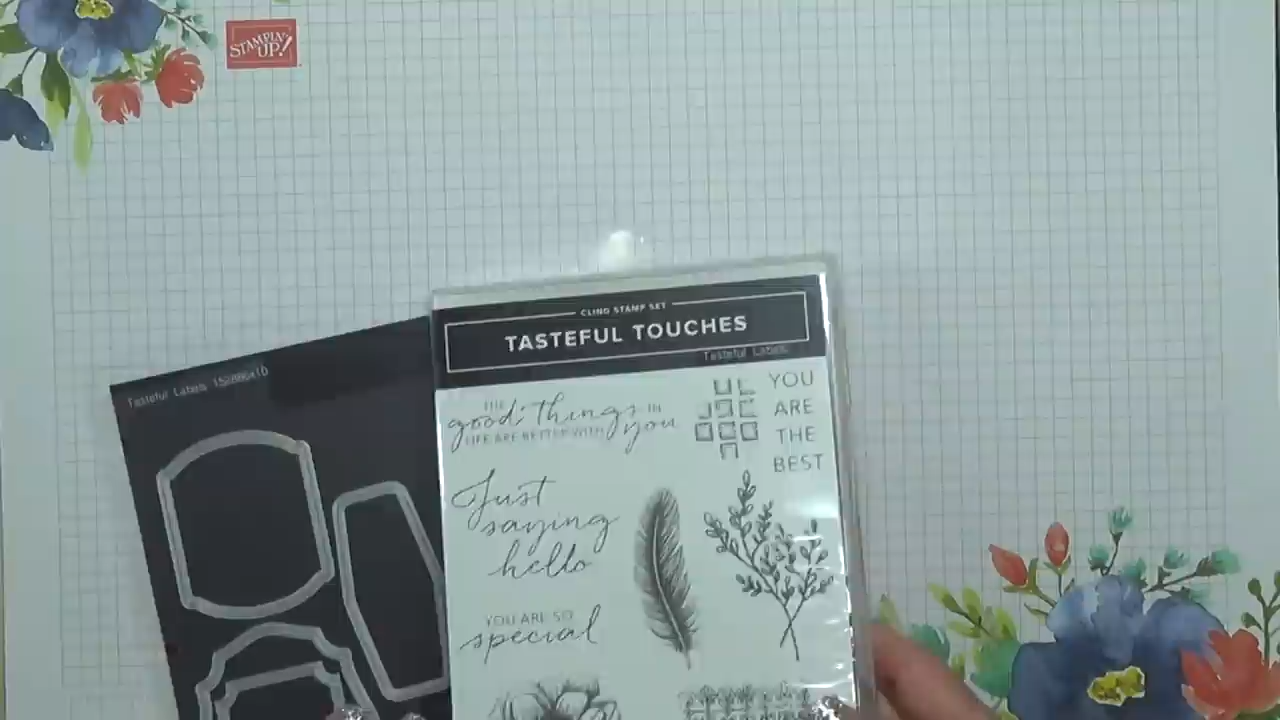 STAMPIN' UP!
CLING STAMP SET
TASTEFUL TOUCHES
Tasteful Labels
Tasteful Labels
THE
good things IN
LIFE ARE BETTER WITH you
YOU
ARE
THE
BEST
Just
saying
hello
YOU ARE SO
special